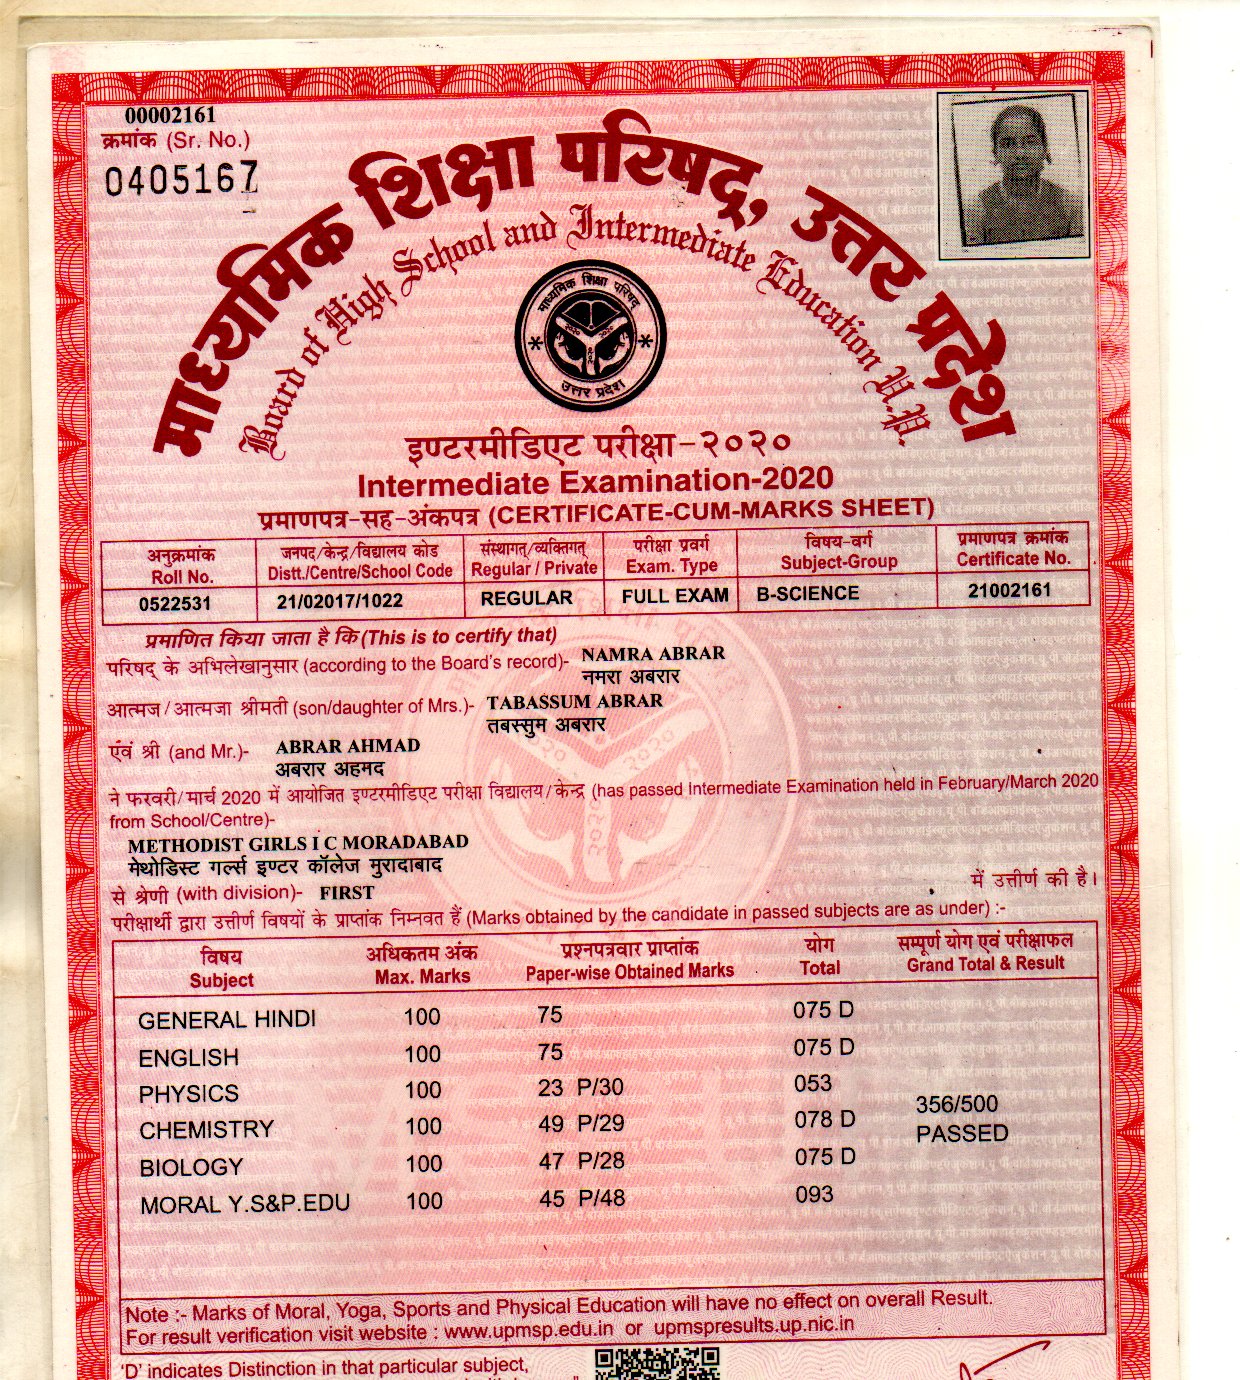 00002161
क्रमांक (Sr. No.)
0405167
माध्यमिक शिक्षा परिषद्, उत्तर प्रदेश
Board of High School and Intermediate Education U.P.
माध्यमिक शिक्षा परिषद्
उत्तर प्रदेश
इण्टरमीडिएट परीक्षा-२०२०
Intermediate Examination-2020
प्रमाणपत्र-सह-अंकपत्र (CERTIFICATE-CUM-MARKS SHEET)
अनुक्रमांक जनपद/केन्द्र/विद्यालय कोड संस्थागत/व्यक्तिगत् परीक्षा प्रवर्ग विषय-वर्ग प्रमाणपत्र क्रमांक
Roll No. Distt./Centre/School Code Regular / Private Exam. Type Subject-Group Certificate No.
0522531 21/02017/1022 REGULAR FULL EXAM B-SCIENCE 21002161
प्रमाणित किया जाता है कि (This is to certify that)
परिषद् के अभिलेखानुसार (according to the Board's record)- NAMRA ABRAR
नमरा अबरार
आत्मज/आत्मजा श्रीमती (son/daughter of Mrs.)- TABASSUM ABRAR
तबस्सुम अबरार
एंवं श्री (and Mr.)- ABRAR AHMAD
अबरार अहमद
ने फरवरी/मार्च 2020 में आयोजित इण्टरमीडिएट परीक्षा विद्यालय/केन्द्र (has passed Intermediate Examination held in February/March 2020
from School/Centre)-
METHODIST GIRLS I C MORADABAD
मेथोडिस्ट गर्ल्स इण्टर कॉलेज मुरादाबाद
से श्रेणी (with division)- FIRST में उत्तीर्ण की है।
परीक्षार्थी द्वारा उत्तीर्ण विषयों के प्राप्तांक निम्नवत हैं (Marks obtained by the candidate in passed subjects are as under) :-
विषय अधिकतम अंक प्रश्नपत्रवार प्राप्तांक योग सम्पूर्ण योग एवं परीक्षाफल
Subject Max. Marks Paper-wise Obtained Marks Total Grand Total & Result
GENERAL HINDI 100 75 075 D
ENGLISH 100 75 075 D
PHYSICS 100 23 P/30 053
356/500
CHEMISTRY 100 49 P/29 078 D
PASSED
BIOLOGY 100 47 P/28 075 D
MORAL Y.S&P.EDU 100 45 P/48 093
Note :- Marks of Moral, Yoga, Sports and Physical Education will have no effect on overall Result.
For result verification visit website : www.upmsp.edu.in or upmspresults.up.nic.in
'D' indicates Distinction in that particular subject,